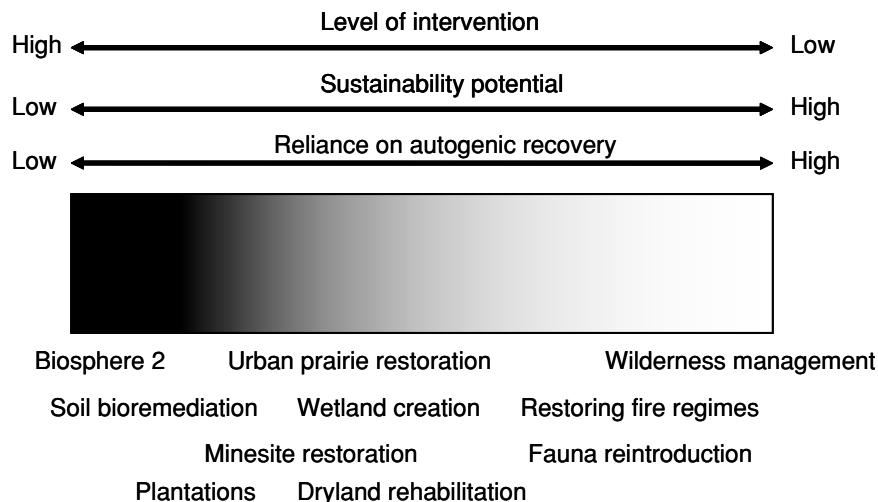 Level of intervention
High Low
Sustainability potential
Low High
Reliance on autogenic recovery
Low High
Biosphere 2 Urban prairie restoration Wilderness management
Soil bioremediation Wetland creation Restoring fire regimes
Minesite restoration Fauna reintroduction
Plantations Dryland rehabilitation